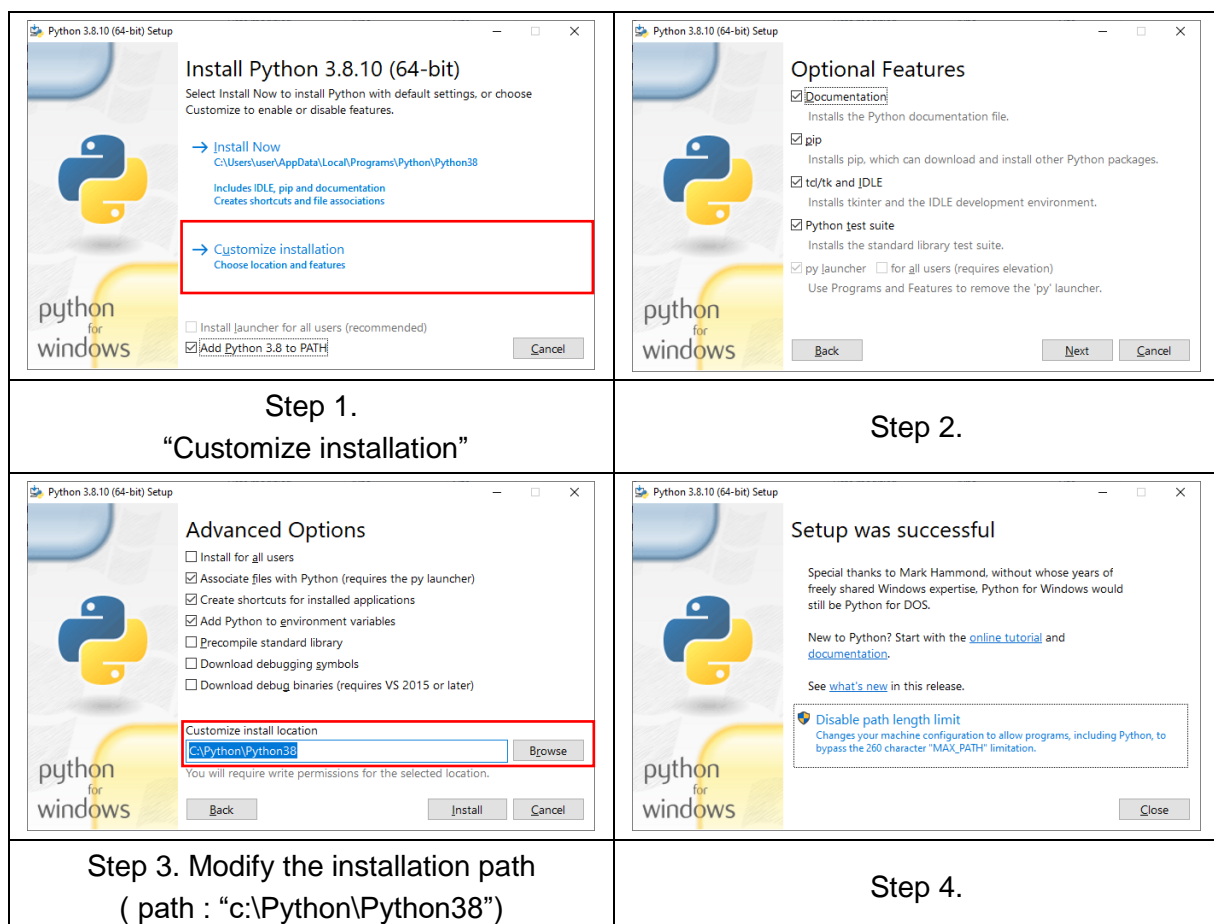 Python 3.8.10 (64-bit) Setup
Install Python 3.8.10 (64-bit)
Select Install Now to install Python with default settings, or choose
Customize to enable or disable features.
Install Now
C:\Users\user\AppData\Local\Programs\Python\Python38
Includes IDLE, pip and documentation
Creates shortcuts and file associations
Customize installation
Choose location and features
Install launcher for all users (recommended)
Add Python 3.8 to PATH
Cancel
python
for
windows
Step 1.
“Customize installation”
Python 3.8.10 (64-bit) Setup
Optional Features
Documentation
Installs the Python documentation file.
pip
Installs pip, which can download and install other Python packages.
tcl/tk and IDLE
Installs tkinter and the IDLE development environment.
Python test suite
Installs the standard library test suite.
py launcher for all users (requires elevation)
Use Programs and Features to remove the 'py' launcher.
python
for
windows
Back Next Cancel
Step 2.
Python 3.8.10 (64-bit) Setup
Advanced Options
Install for all users
Associate files with Python (requires the py launcher)
Create shortcuts for installed applications
Add Python to environment variables
Precompile standard library
Download debugging symbols
Download debug binaries (requires VS 2015 or later)
Customize install location
C:\Python\Python38 Browse
You will require write permissions for the selected location.
python
for
windows
Back Install Cancel
Step 3. Modify the installation path
( path : “c:\Python\Python38”)
Python 3.8.10 (64-bit) Setup
Setup was successful
Special thanks to Mark Hammond, without whose years of
freely shared Windows expertise, Python for Windows would
still be Python for DOS.
New to Python? Start with the online tutorial and
documentation.
See what's new in this release.
Disable path length limit
Changes your machine configuration to allow programs, including Python, to
bypass the 260 character "MAX_PATH" limitation.
python
for
windows
Close
Step 4.